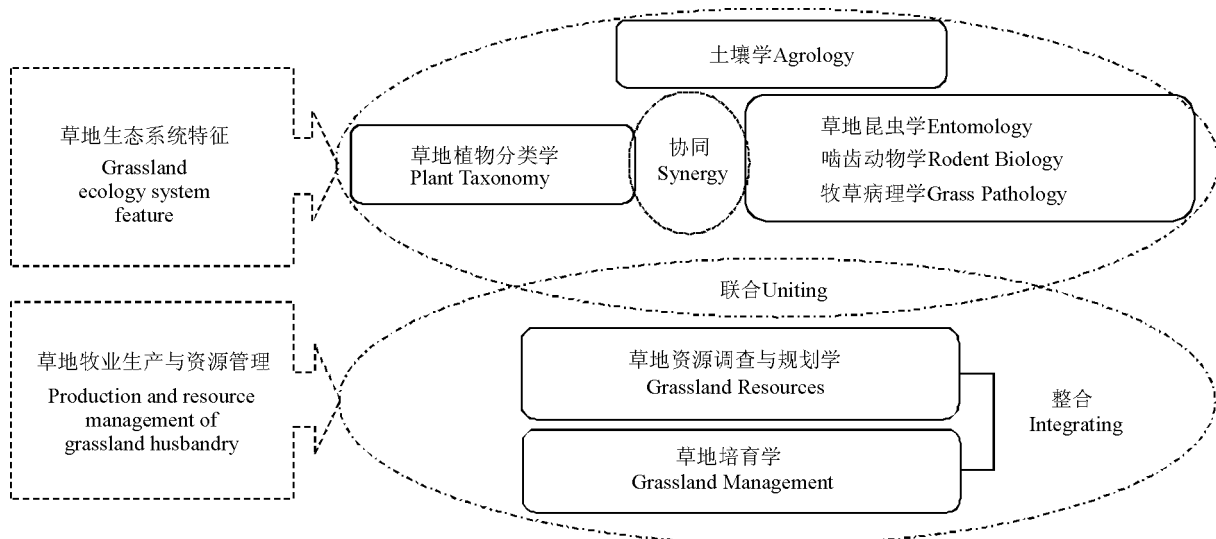 土壤学Agrology
草地生态系统特征
Grassland
ecology system
feature
草地植物分类学
Plant Taxonomy
协同
Synergy
草地昆虫学Entomology
啮齿动物学Rodent Biology
牧草病理学Grass Pathology
联合Uniting
草地牧业生产与资源管理
Production and resource
management of
grassland husbandry
草地资源调查与规划学
Grassland Resources
草地培育学
Grassland Management
整合
Integrating